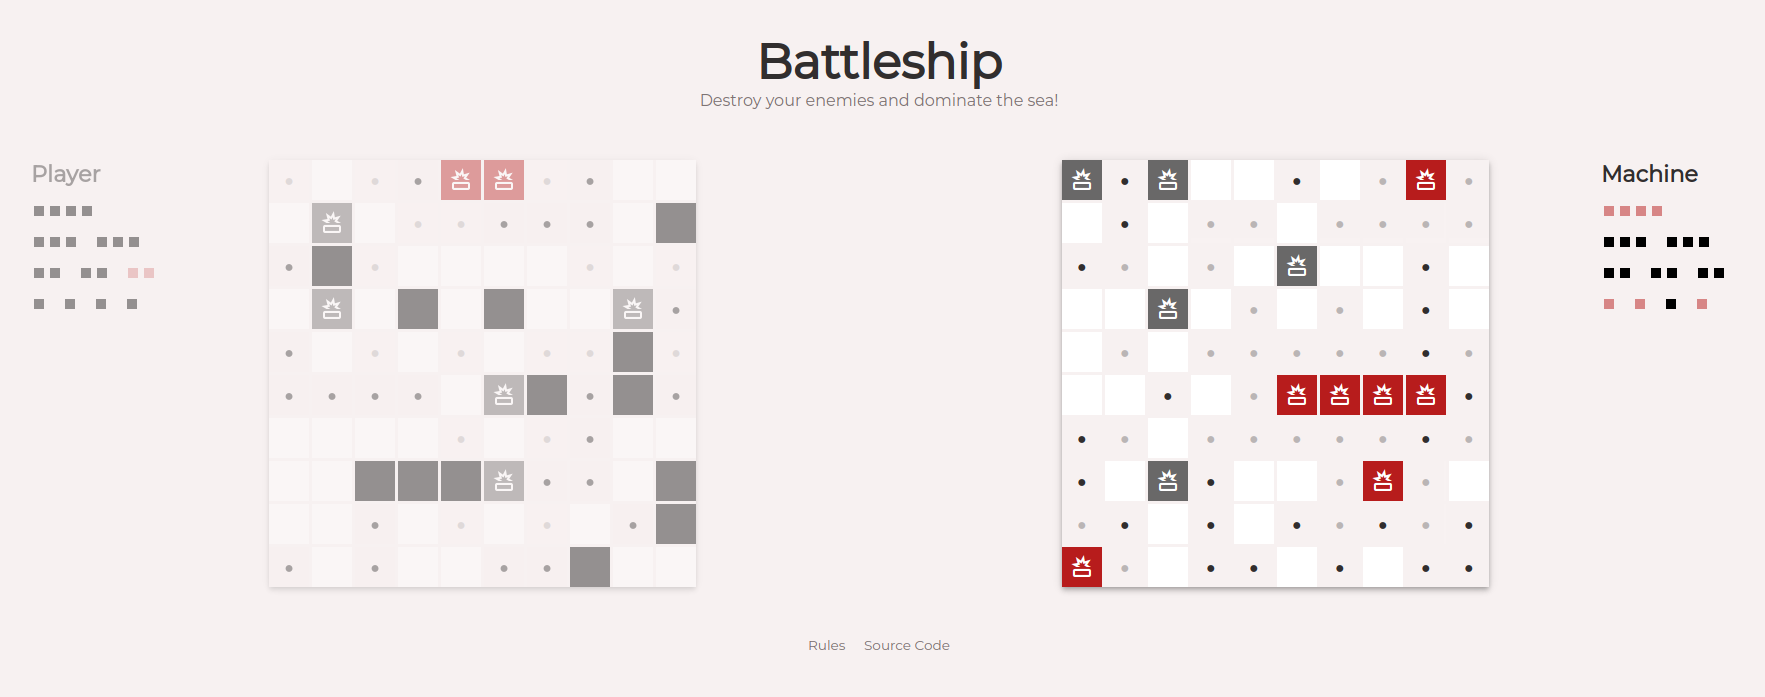 Battleship
Destroy your enemies and dominate the sea!
Player
Machine
Rules
Source Code